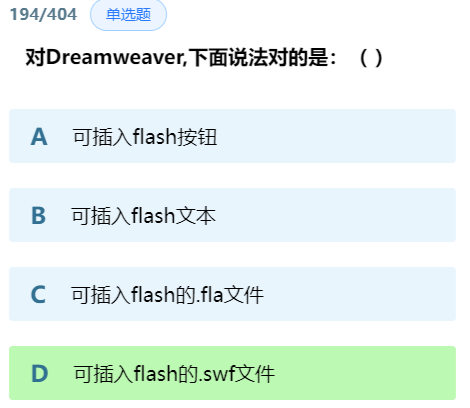 194/404 单选题
对Dreamweaver,下面说法对的是：（ ）
A 可插入flash按钮
B 可插入flash文本
C 可插入flash的.fla文件
D 可插入flash的.swf文件